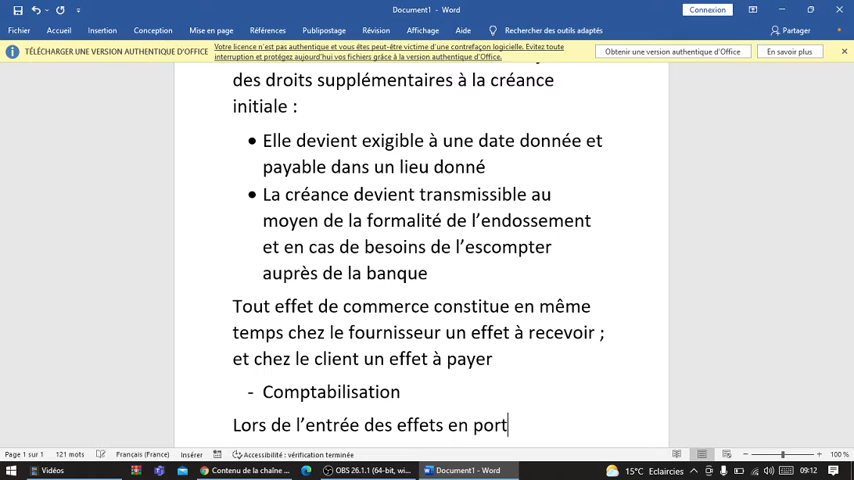 Document1 - Word
Connexion
Fichier Accueil Insertion Conception Mise en page Références Publipostage Révision Affichage Aide Rechercher des outils adaptés Partager
TÉLÉCHARGER UNE VERSION AUTHENTIQUE D'OFFICE Votre licence n'est pas authentique et vous êtes peut-être victime d'une contrefaçon logicielle. Évitez toute
interruption et protégez aujourd'hui vos fichiers grâce à la version authentique d'Office. Obtenir une version authentique d'Office En savoir plus
des droits supplémentaires à la créance
initiale :
• Elle devient exigible à une date donnée et
payable dans un lieu donné
• La créance devient transmissible au
moyen de la formalité de l'endossement
et en cas de besoins de l'escompter
auprès de la banque
Tout effet de commerce constitue en même
temps chez le fournisseur un effet à recevoir ;
et chez le client un effet à payer
- Comptabilisation
Lors de l'entrée des effets en port
Page 1 sur 1 121 mots Français (France) Insérer Accessibilité : vérification terminée 100 %
Vidéos Contenu de la chaîne ... OBS 26.1.1 (64-bit, wi... Document1 - Word 15°C Eclaircies 09:12